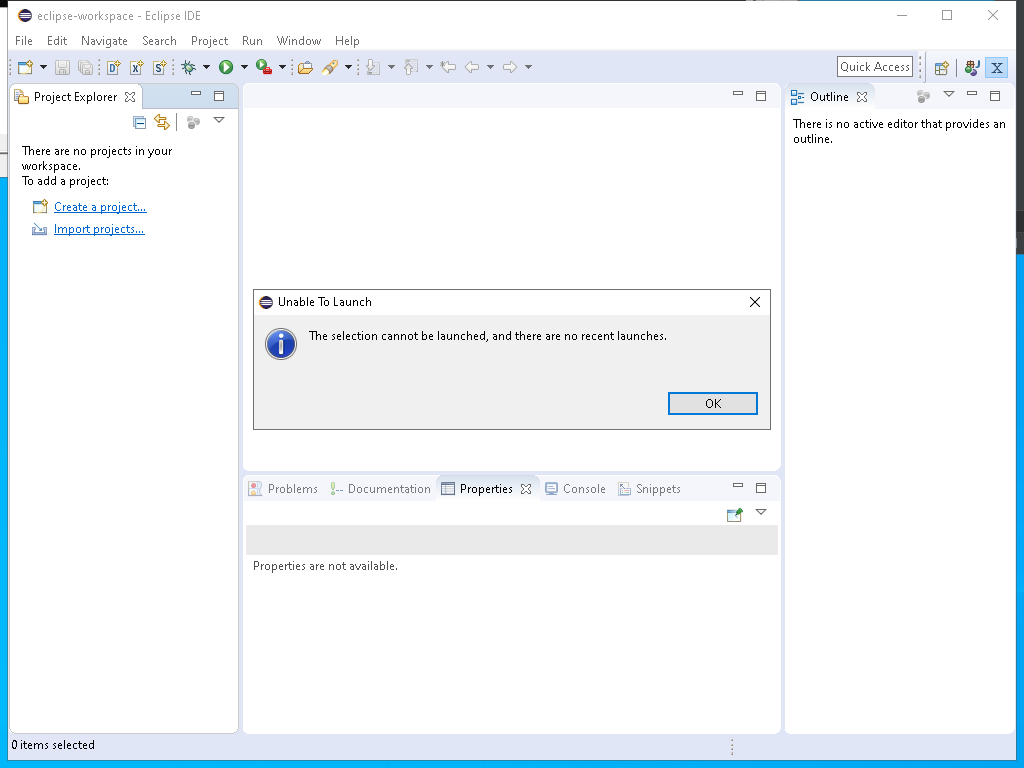 eclipse-workspace - Eclipse IDE
File Edit Navigate Search Project Run Window Help
Quick Access
Project Explorer
There are no projects in your
workspace.
To add a project:
Create a project...
Import projects...
Outline
There is no active editor that provides an
outline.
Unable To Launch
The selection cannot be launched, and there are no recent launches.
OK
Problems Documentation Properties Console Snippets
Properties are not available.
0 items selected